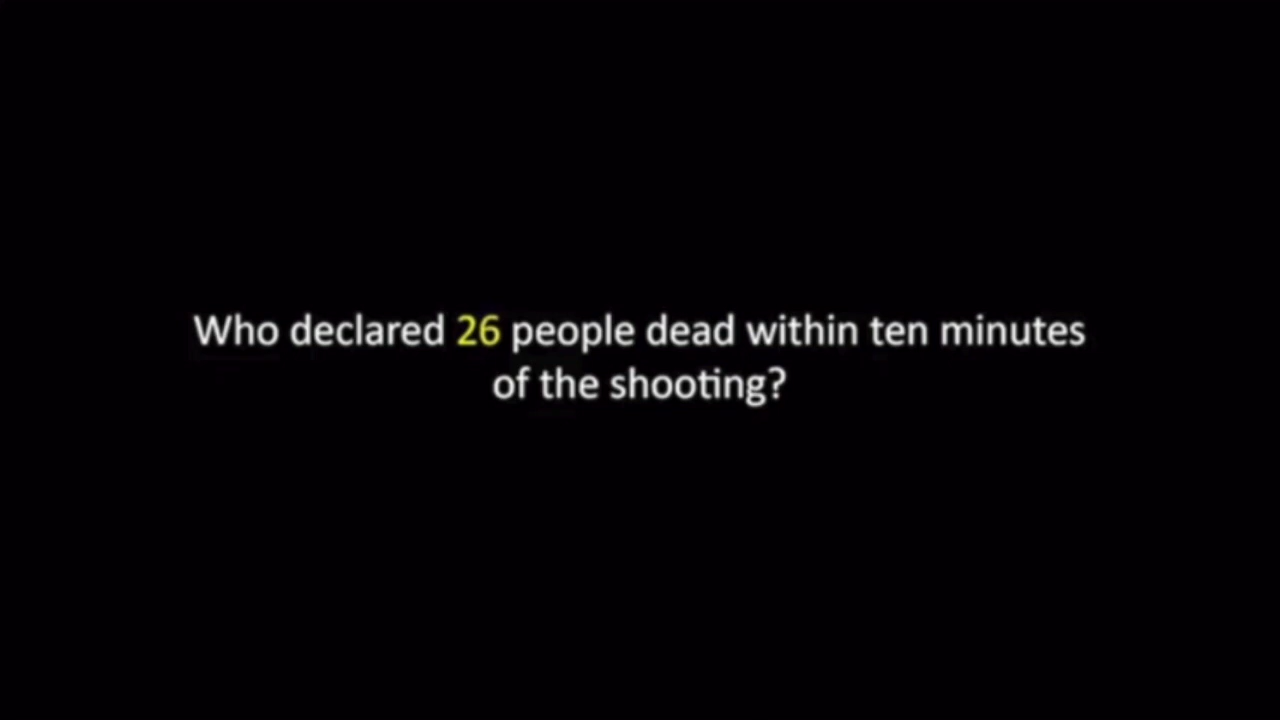 Who declared 26 people dead within ten minutes
of the shooting?